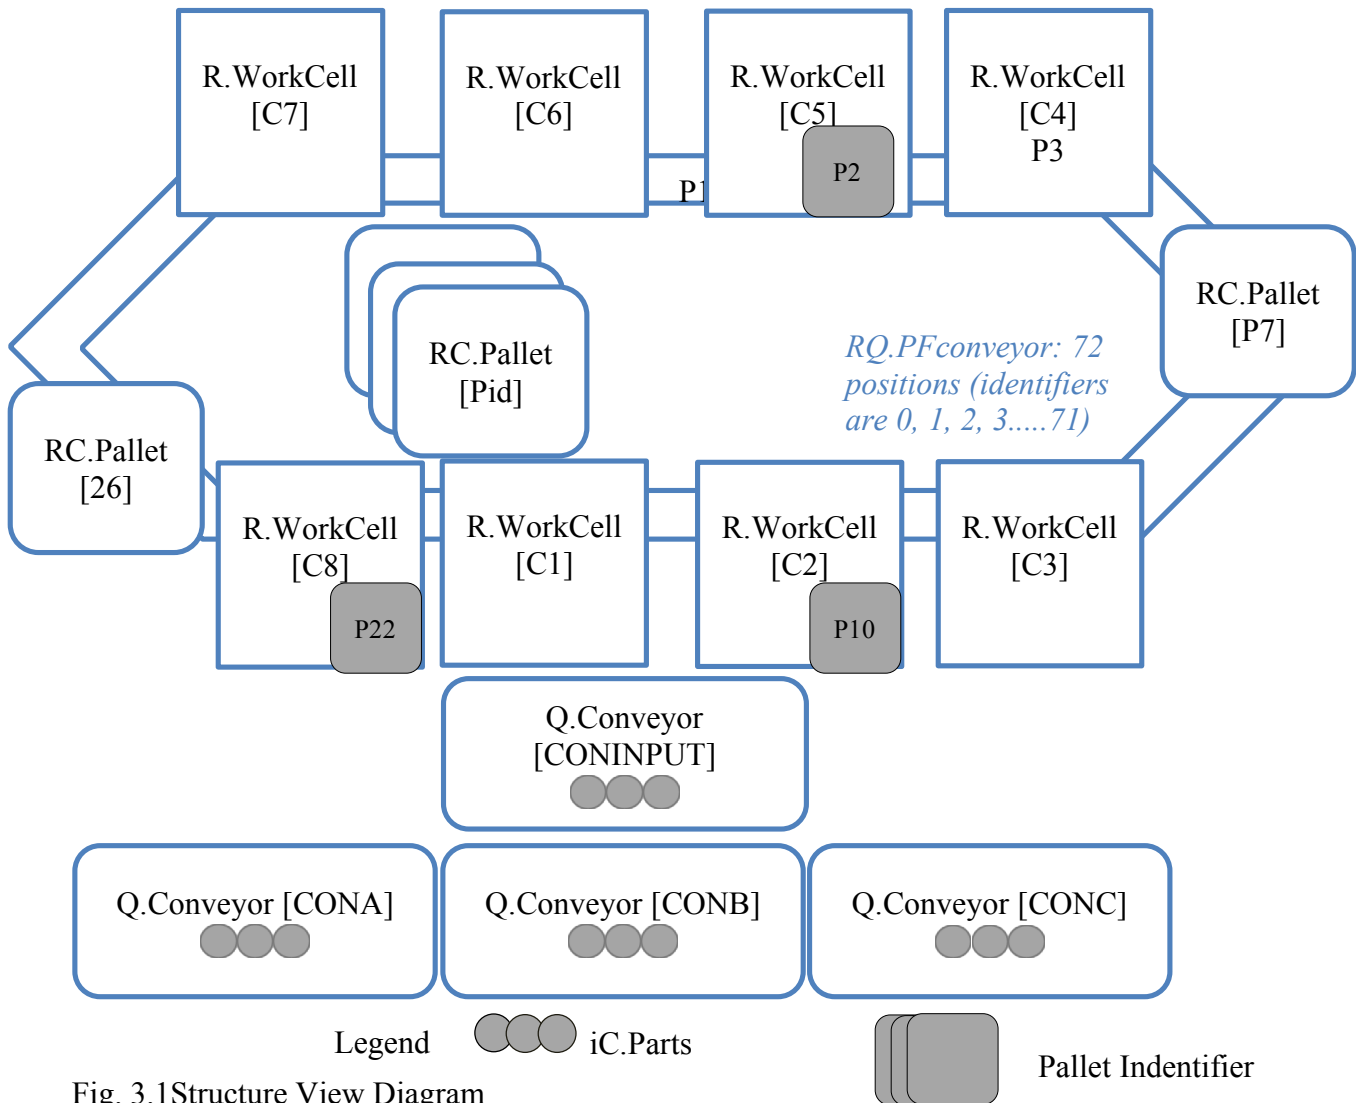 R.WorkCell
[C7]
R.WorkCell
[C6]
R.WorkCell
[C5]
P2
R.WorkCell
[C4]
P3
P1
RC.Pallet
[P7]
RC.Pallet
[Pid]
RQ.PFconveyor: 72
positions (identifiers
are 0, 1, 2, 3.....71)
RC.Pallet
[26]
R.WorkCell
[C8]
P22
R.WorkCell
[C1]
R.WorkCell
[C2]
P10
R.WorkCell
[C3]
Q.Conveyor
[CONINPUT]
Q.Conveyor [CONA]
Q.Conveyor [CONB]
Q.Conveyor [CONC]
Legend
iC.Parts
Pallet Indentifier
Fig. 3.1Structure View Diagram